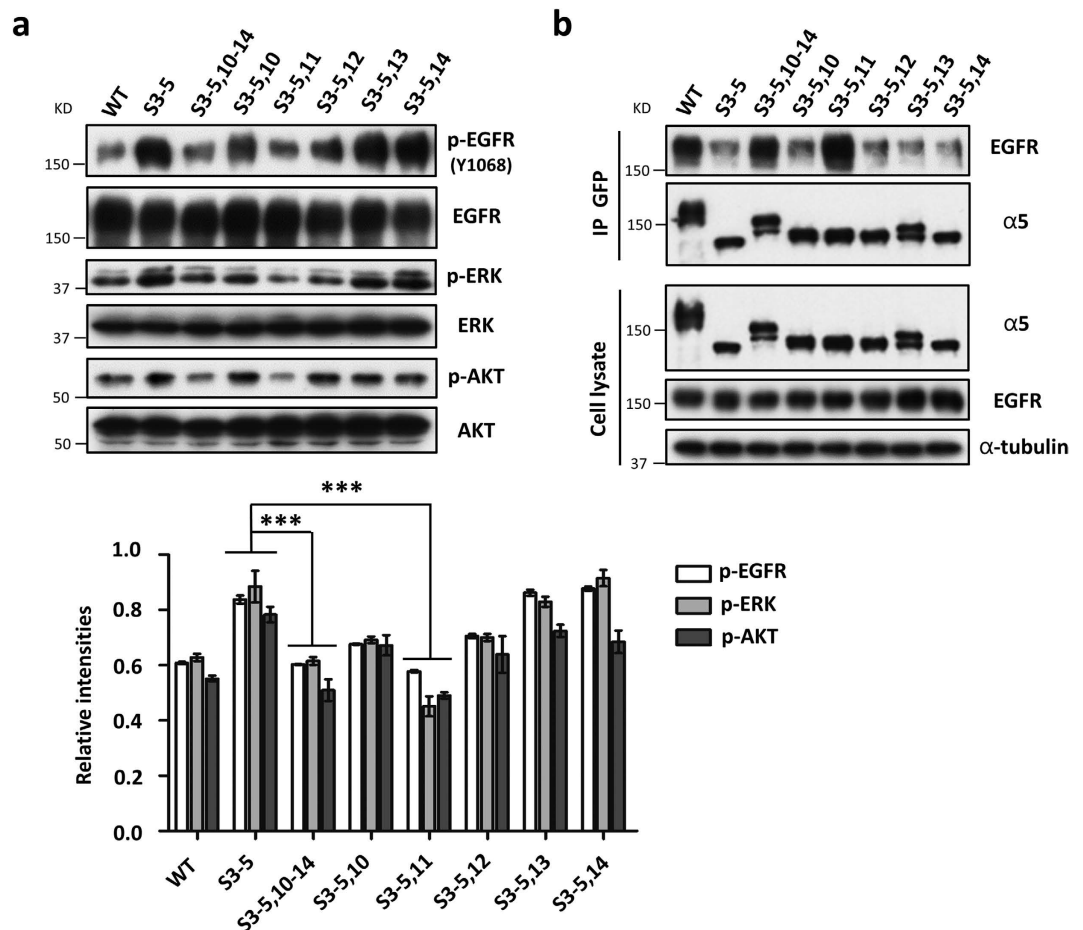 a
KD
WT
S3-5
S3-5,10-14
S3-5,10
S3-5,11
S3-5,12
S3-5,13
S3-5,14
150
p-EGFR
(Y1068)
150
EGFR
37
p-ERK
37
ERK
50
p-AKT
50
AKT
***
***
Relative intensities
1.0
0.8
0.6
0.4
0.2
0.0
WT
S3-5
S3-5,10-14
S3-5,10
S3-5,11
S3-5,12
S3-5,13
S3-5,14
p-EGFR
p-ERK
p-AKT
b
KD
WT
S3-5
S3-5,10-14
S3-5,10
S3-5,11
S3-5,12
S3-5,13
S3-5,14
IP GFP
150
EGFR
150
α5
Cell lysate
150
α5
150
EGFR
37
α-tubulin